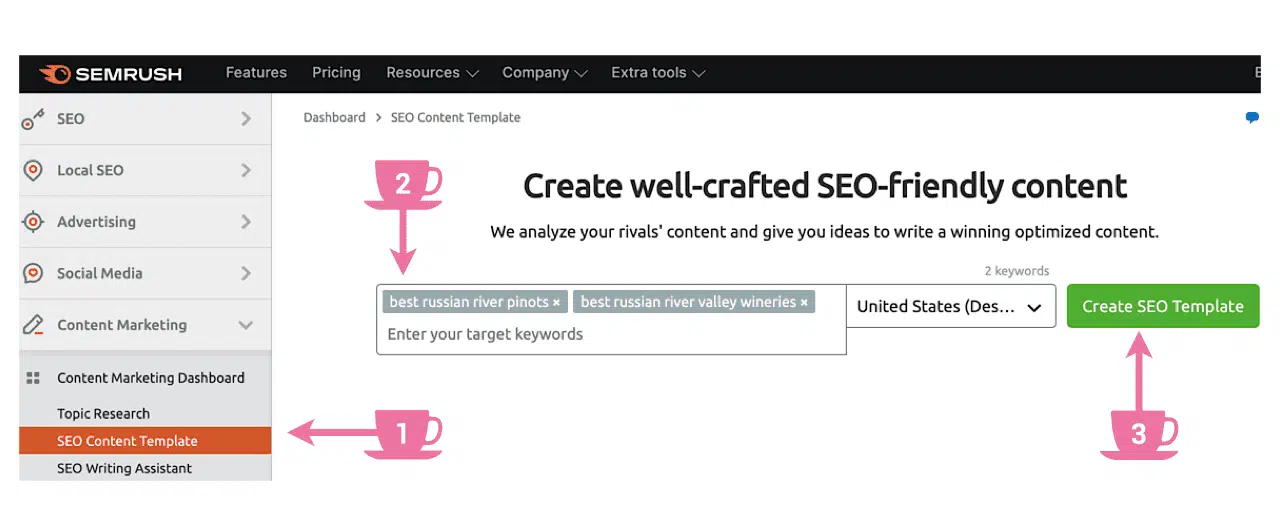 SEMRUSH Features Pricing Resources Company Extra tools E
SEO
Local SEO
Advertising
Social Media
Content Marketing
Content Marketing Dashboard
Topic Research
SEO Content Template
SEO Writing Assistant
Dashboard > SEO Content Template
2
Create well-crafted SEO-friendly content
We analyze your rivals' content and give you ideas to write a winning optimized content.
2 keywords
best russian river pinots × best russian river valley wineries ×
Enter your target keywords
United States (Des...
Create SEO Template
1
3